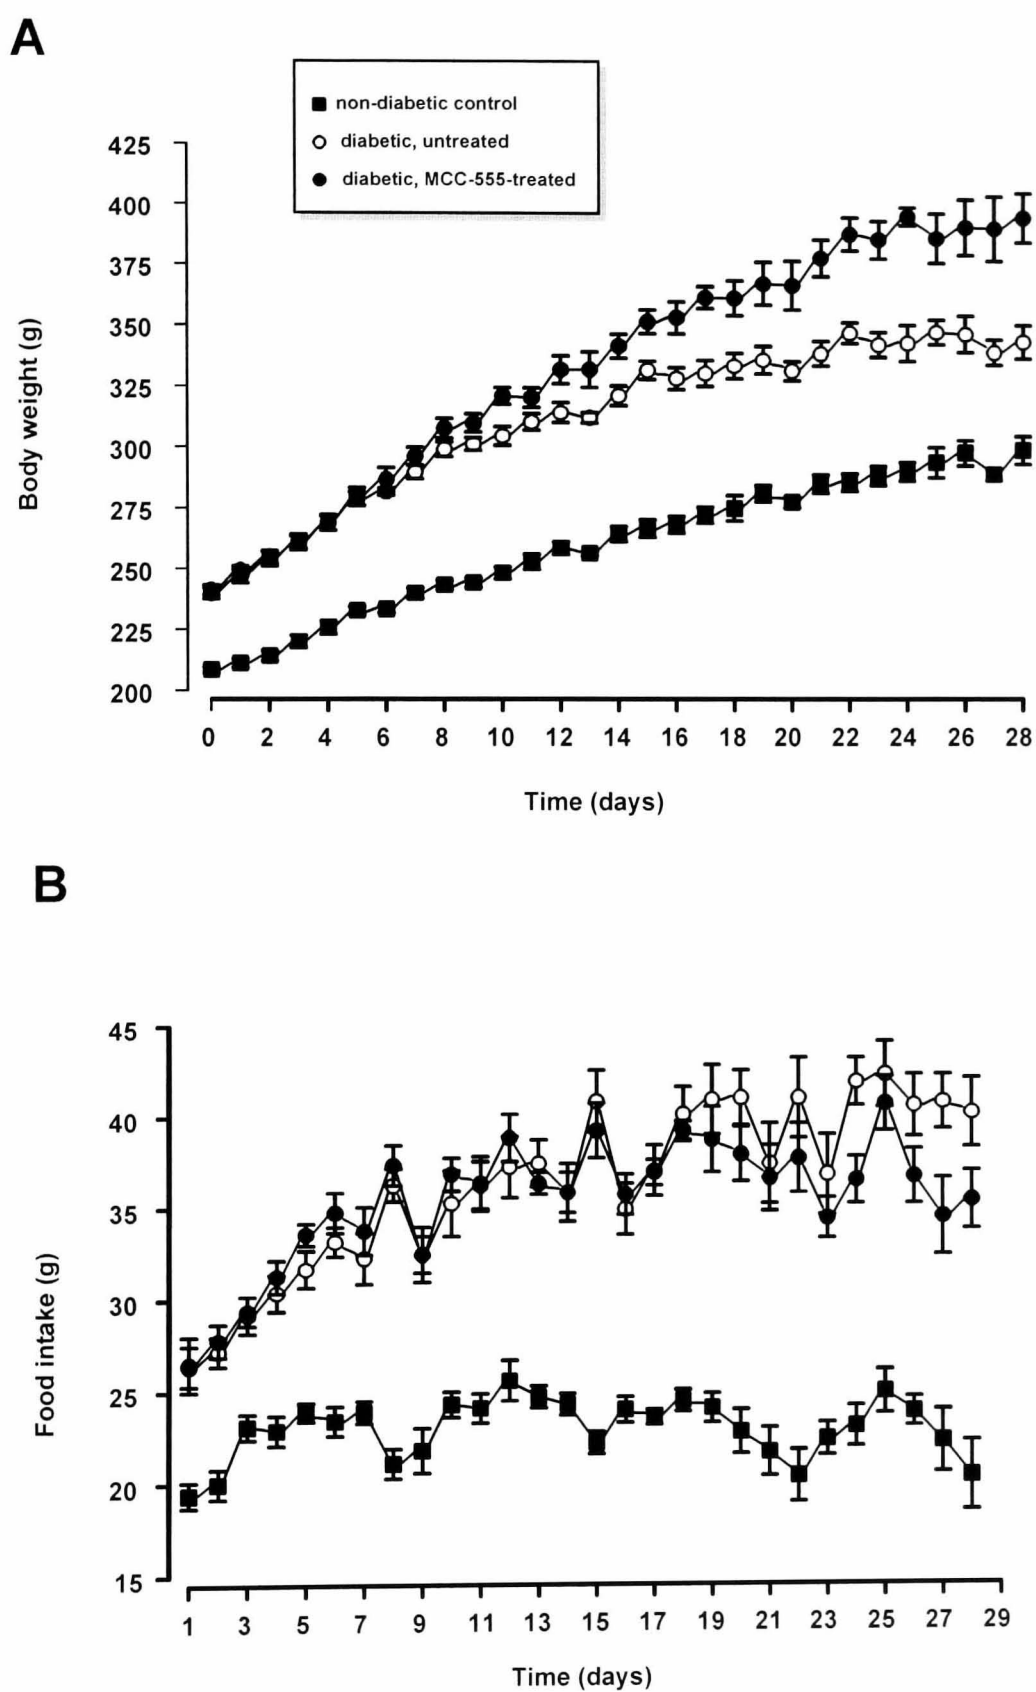 A
non-diabetic control
diabetic, untreated
diabetic, MCC-555-treated
425
400
375
350
325
300
275
250
225
200
Body weight (g)
0 2 4 6 8 10 12 14 16 18 20 22 24 26 28
Time (days)
B
45
40
35
30
25
20
15
Food intake (g)
1 3 5 7 9 11 13 15 17 19 21 23 25 27 29
Time (days)